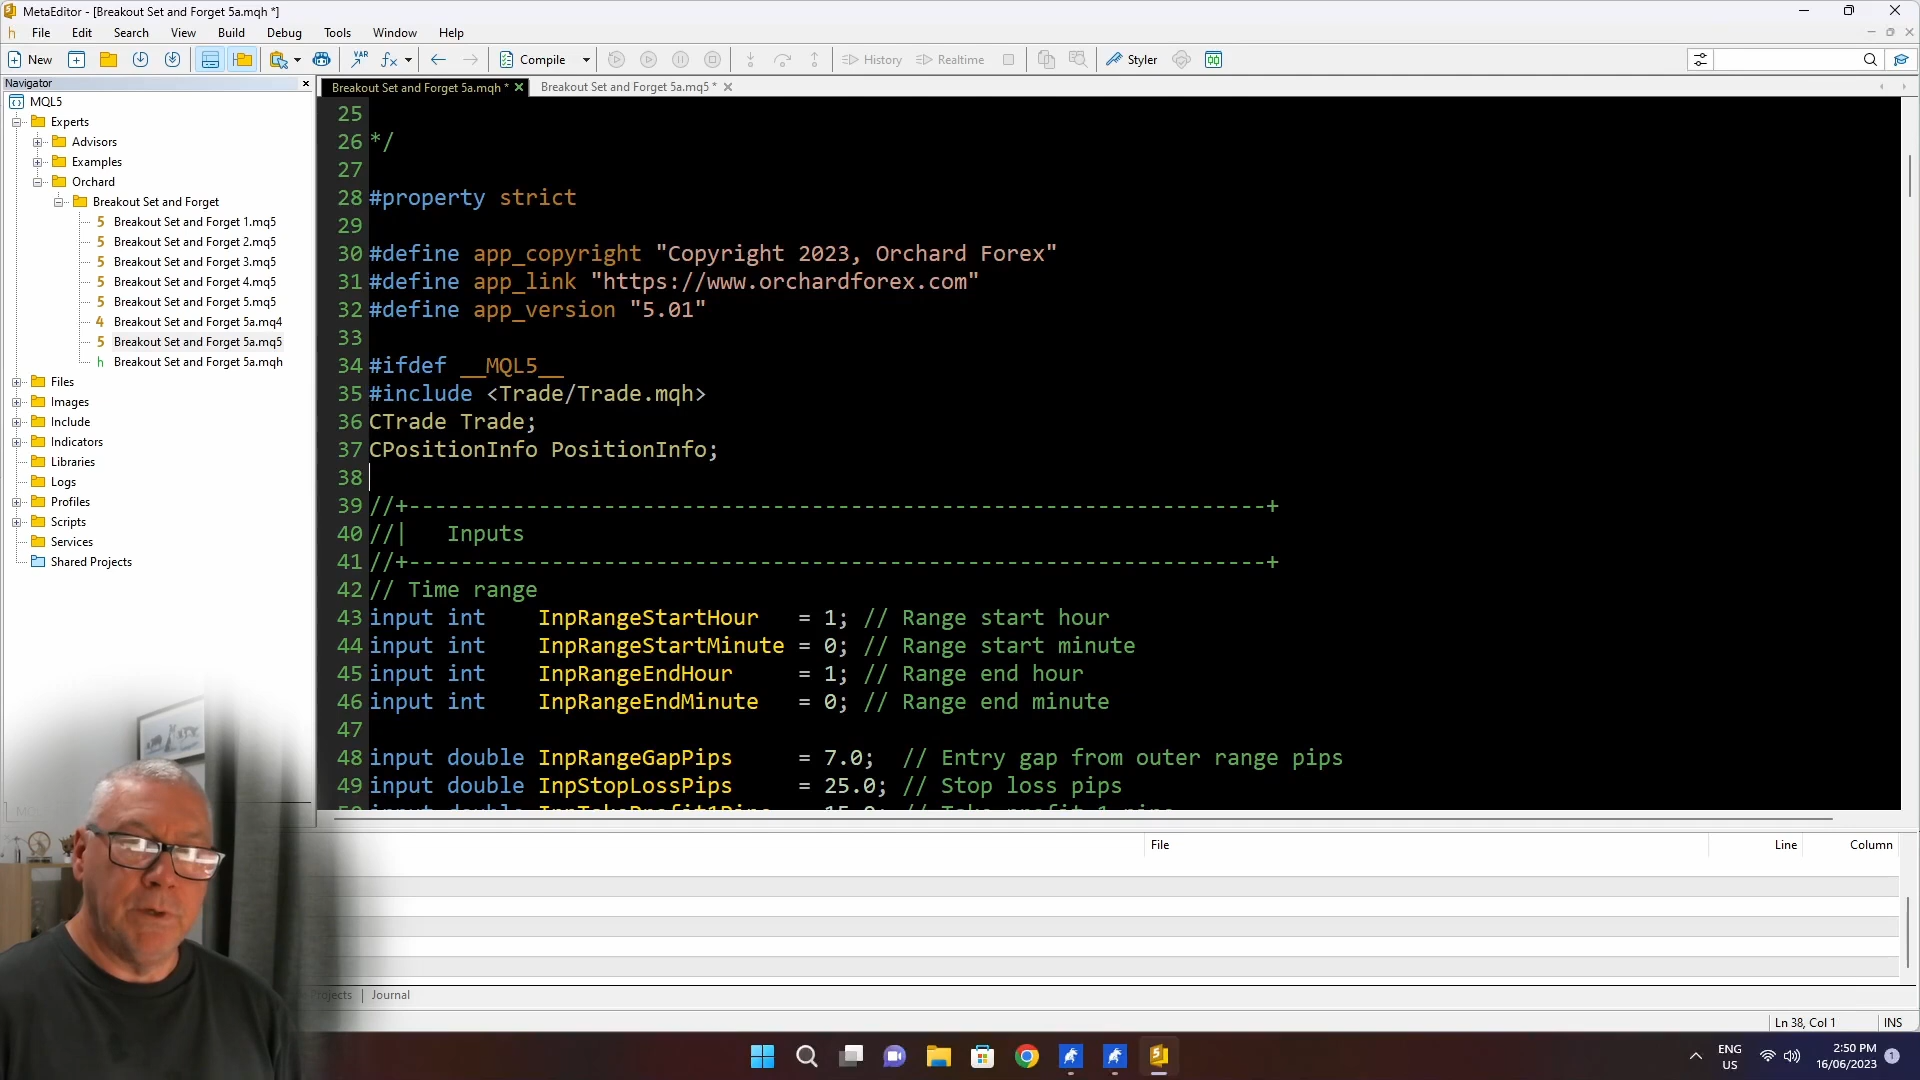 MetaEditor - [Breakout Set and Forget 5a.mqh *]
File Edit Search View Build Debug Tools Window Help
New Compile History Realtime Styler
Navigator
Breakout Set and Forget 5a.mqh * Breakout Set and Forget 5a.mq5 *
MQL5
Experts
Advisors
Examples
Orchard
Breakout Set and Forget
Breakout Set and Forget 1.mq5
Breakout Set and Forget 2.mq5
Breakout Set and Forget 3.mq5
Breakout Set and Forget 4.mq5
Breakout Set and Forget 5.mq5
Breakout Set and Forget 5a.mq4
Breakout Set and Forget 5a.mq5
Breakout Set and Forget 5a.mqh
Files
Images
Include
Indicators
Libraries
Logs
Profiles
Scripts
Services
Shared Projects
25
26 */
27
28 #property strict
29
30 #define app_copyright "Copyright 2023, Orchard Forex"
31 #define app_link "https://www.orchardforex.com"
32 #define app_version "5.01"
33
34 #ifdef __MQL5__
35 #include <Trade/Trade.mqh>
36 CTrade Trade;
37 CPositionInfo PositionInfo;
38
39 //+------------------------------------------------------------------+
40 //| Inputs
41 //+------------------------------------------------------------------+
42 // Time range
43 input int InpRangeStartHour = 1; // Range start hour
44 input int InpRangeStartMinute = 0; // Range start minute
45 input int InpRangeEndHour = 1; // Range end hour
46 input int InpRangeEndMinute = 0; // Range end minute
47
48 input double InpRangeGapPips = 7.0; // Entry gap from outer range pips
49 input double InpStopLossPips = 25.0; // Stop loss pips
File Line Column
Journal
Ln 38, Col 1 INS
ENG
US
2:50 PM
16/06/2023